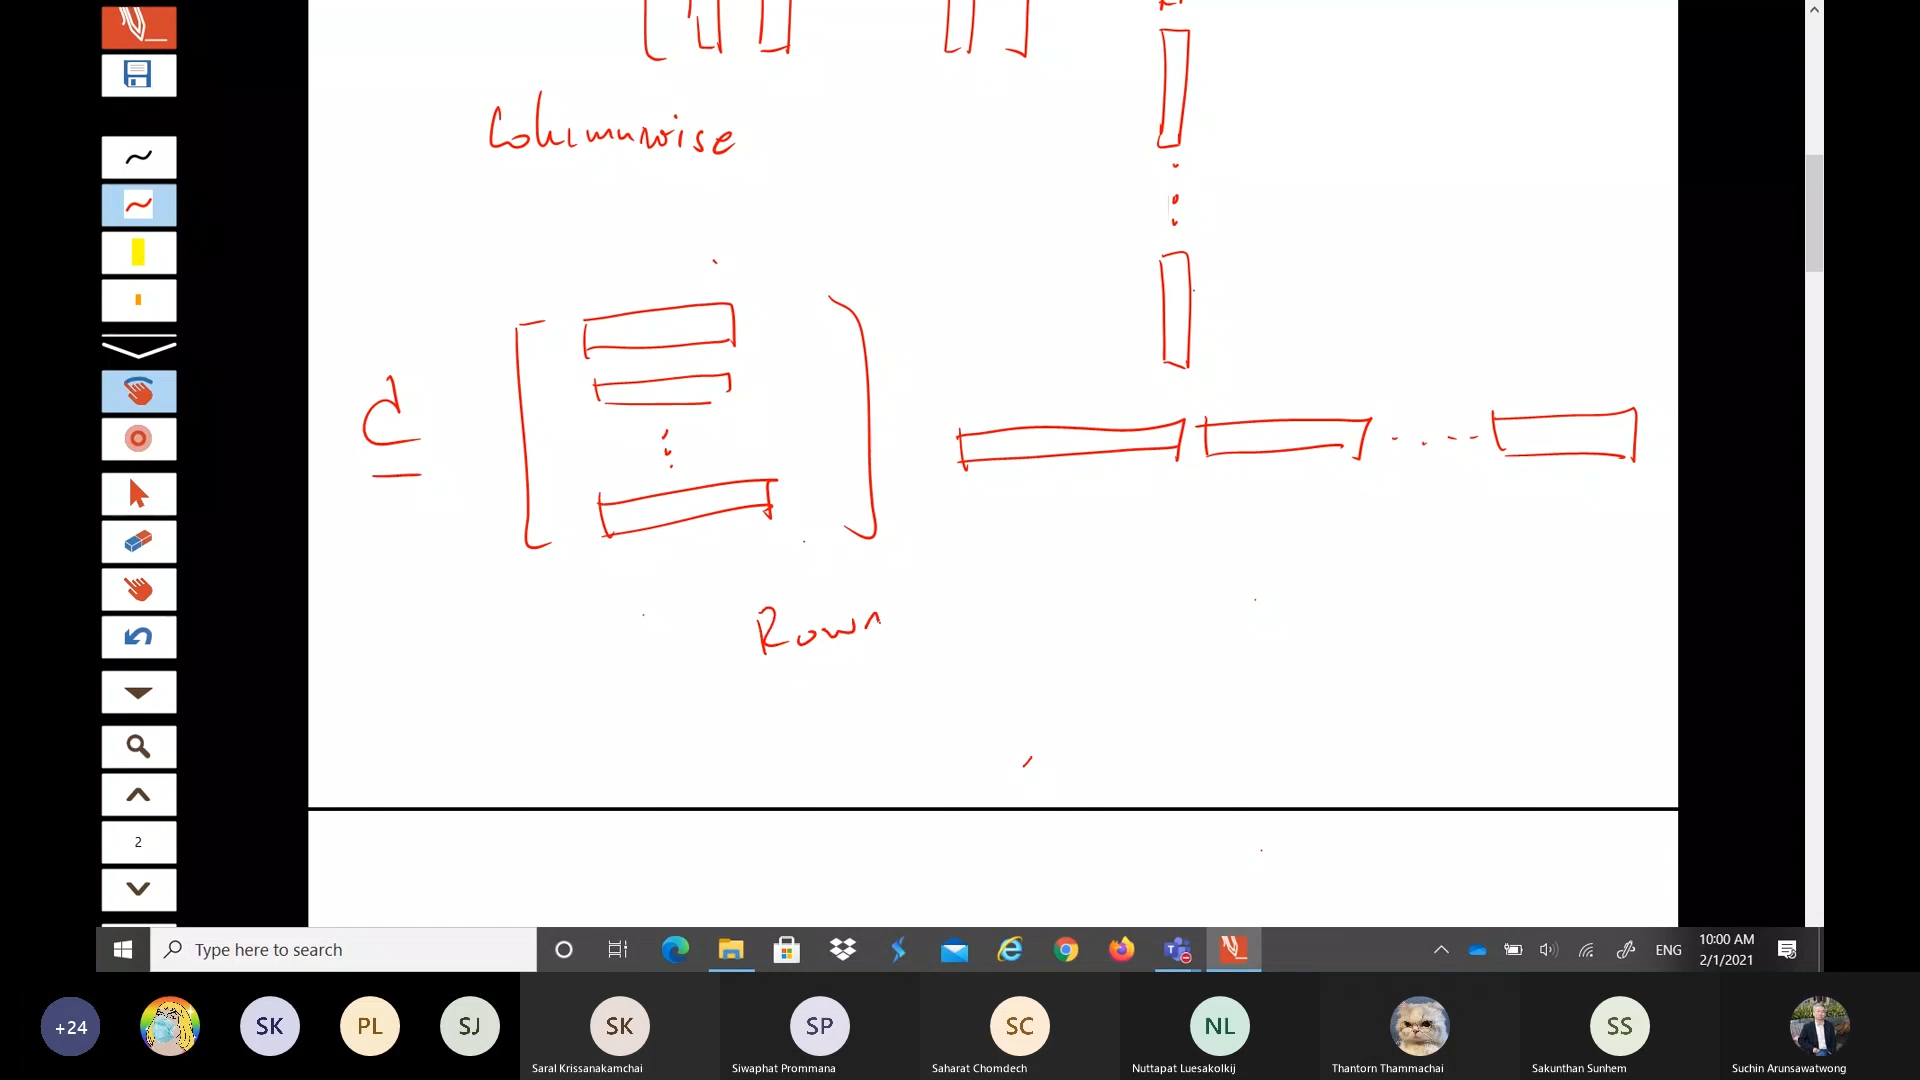 Columnwise
C
Rown
2
Type here to search
ENG
10:00 AM
2/1/2021
+24
SK
PL
SJ
SK
SP
SC
NL
SS
Saral Krissanakamchai
Siwaphat Prommana
Saharat Chomdech
Nuttapat Luesakolkij
Thantorn Thammachai
Sakunthan Sunhem
Suchin Arunsawatwong